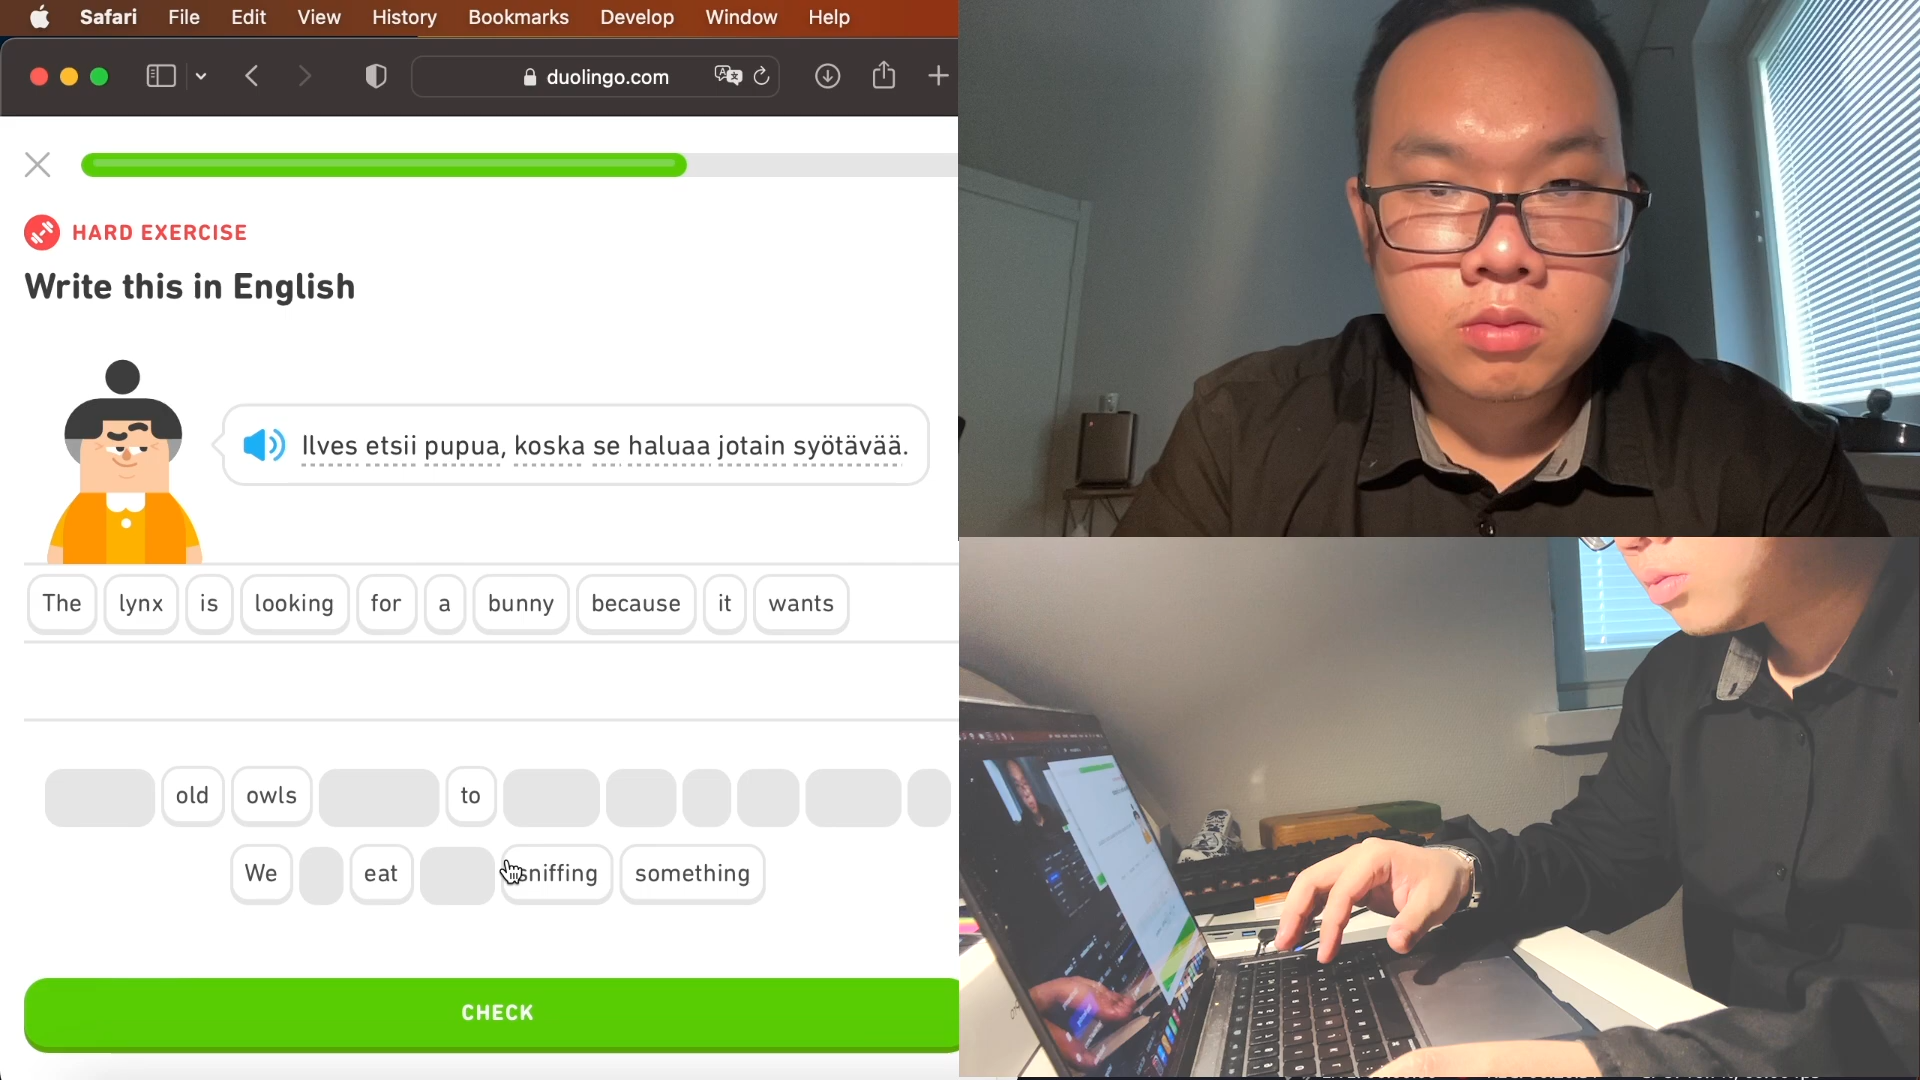 Safari File Edit View History Bookmarks Develop Window Help
duolingo.com
HARD EXERCISE
Write this in English
Ilves etsii pupua, koska se haluaa jotain syötävää.
The lynx is looking for a bunny because it wants
old owls to
We eat sniffing something
CHECK